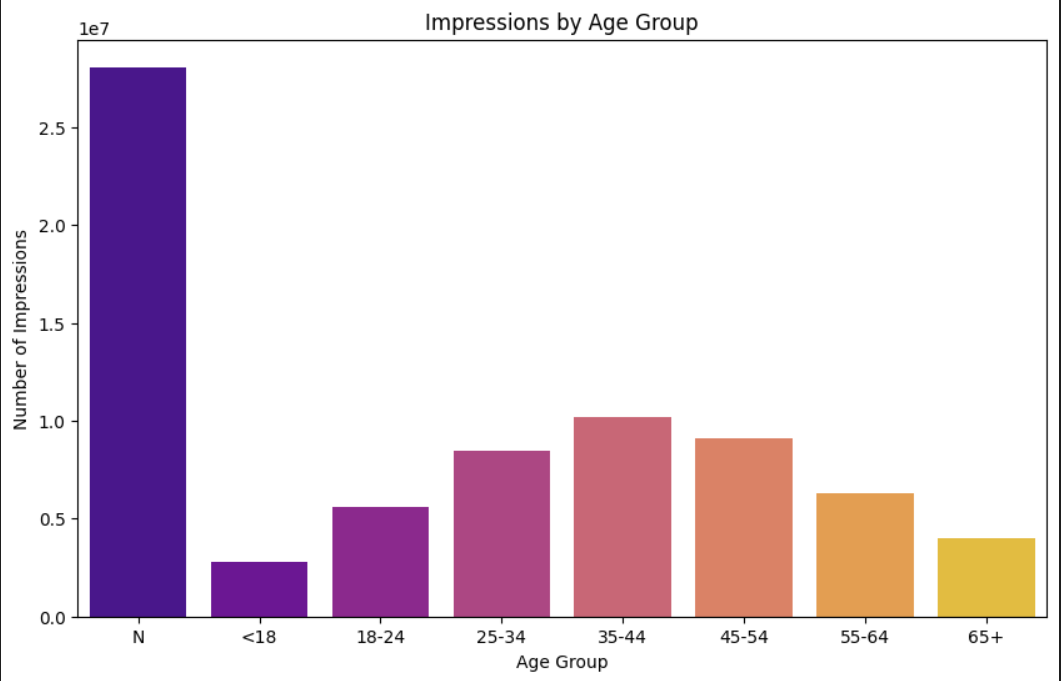 Impressions by Age Group
1e7
2.5
2.0
1.5
1.0
0.5
0.0
Number of Impressions
N <18 18-24 25-34 35-44 45-54 55-64 65+
Age Group